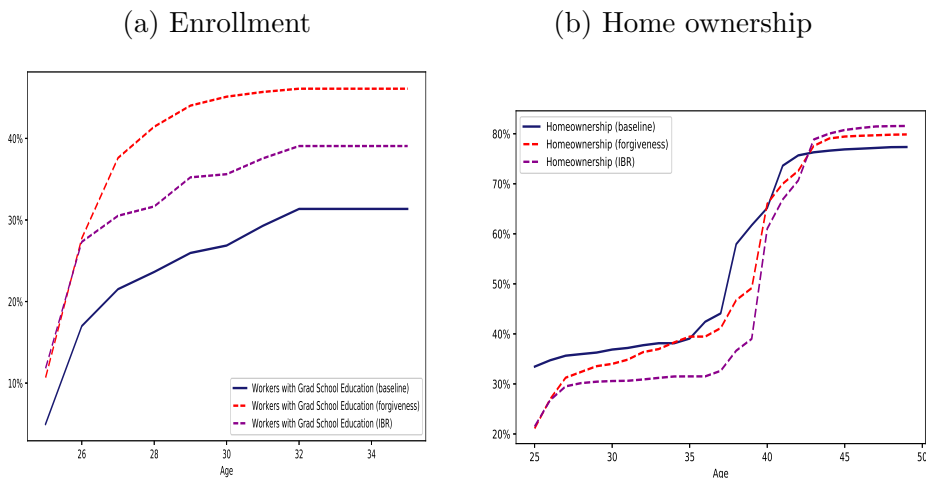 (a) Enrollment
40%
30%
20%
10%
Workers with Grad School Education (baseline)
Workers with Grad School Education (forgiveness)
Workers with Grad School Education (IBR)
26 28 30 32 34
Age
(b) Home ownership
Homeownership (baseline)
Homeownership (forgiveness)
Homeownership (IBR)
80%
70%
60%
50%
40%
30%
20%
25 30 35 40 45 50
Age